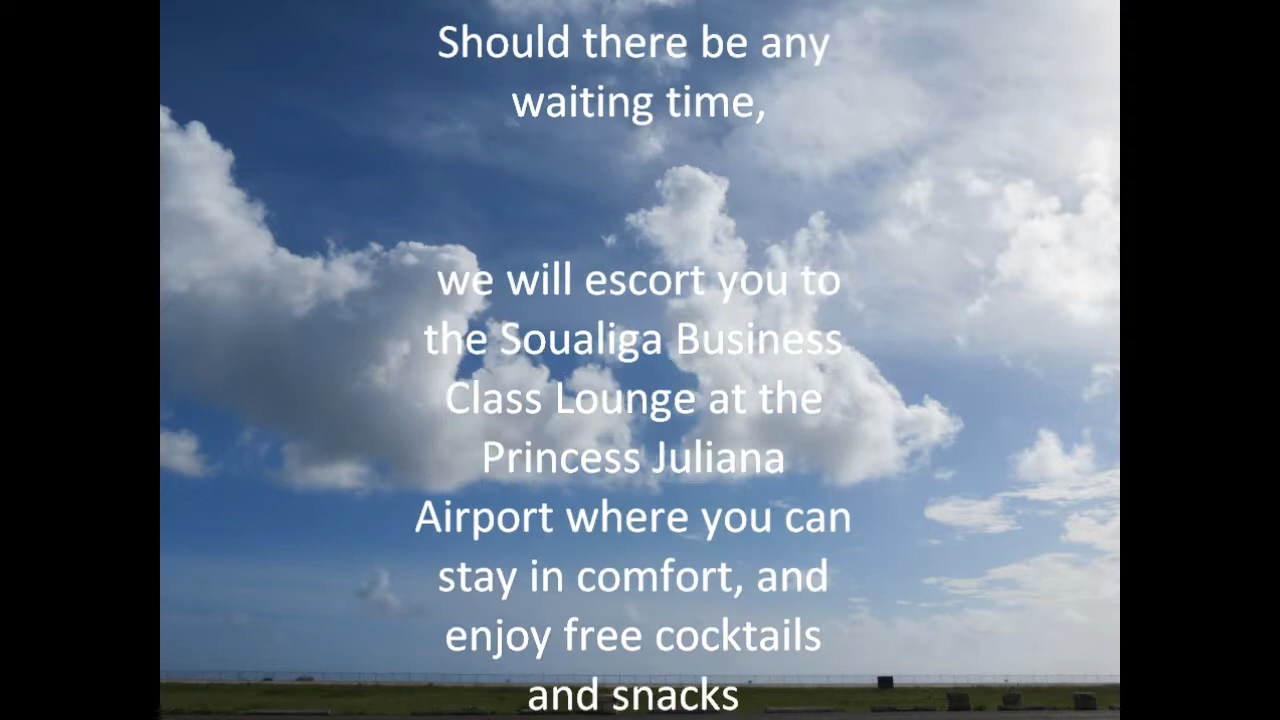 Should there be any
waiting time,
we will escort you to
the Soualiga Business
Class Lounge at the
Princess Juliana
Airport where you can
stay in comfort, and
enjoy free cocktails
and snacks